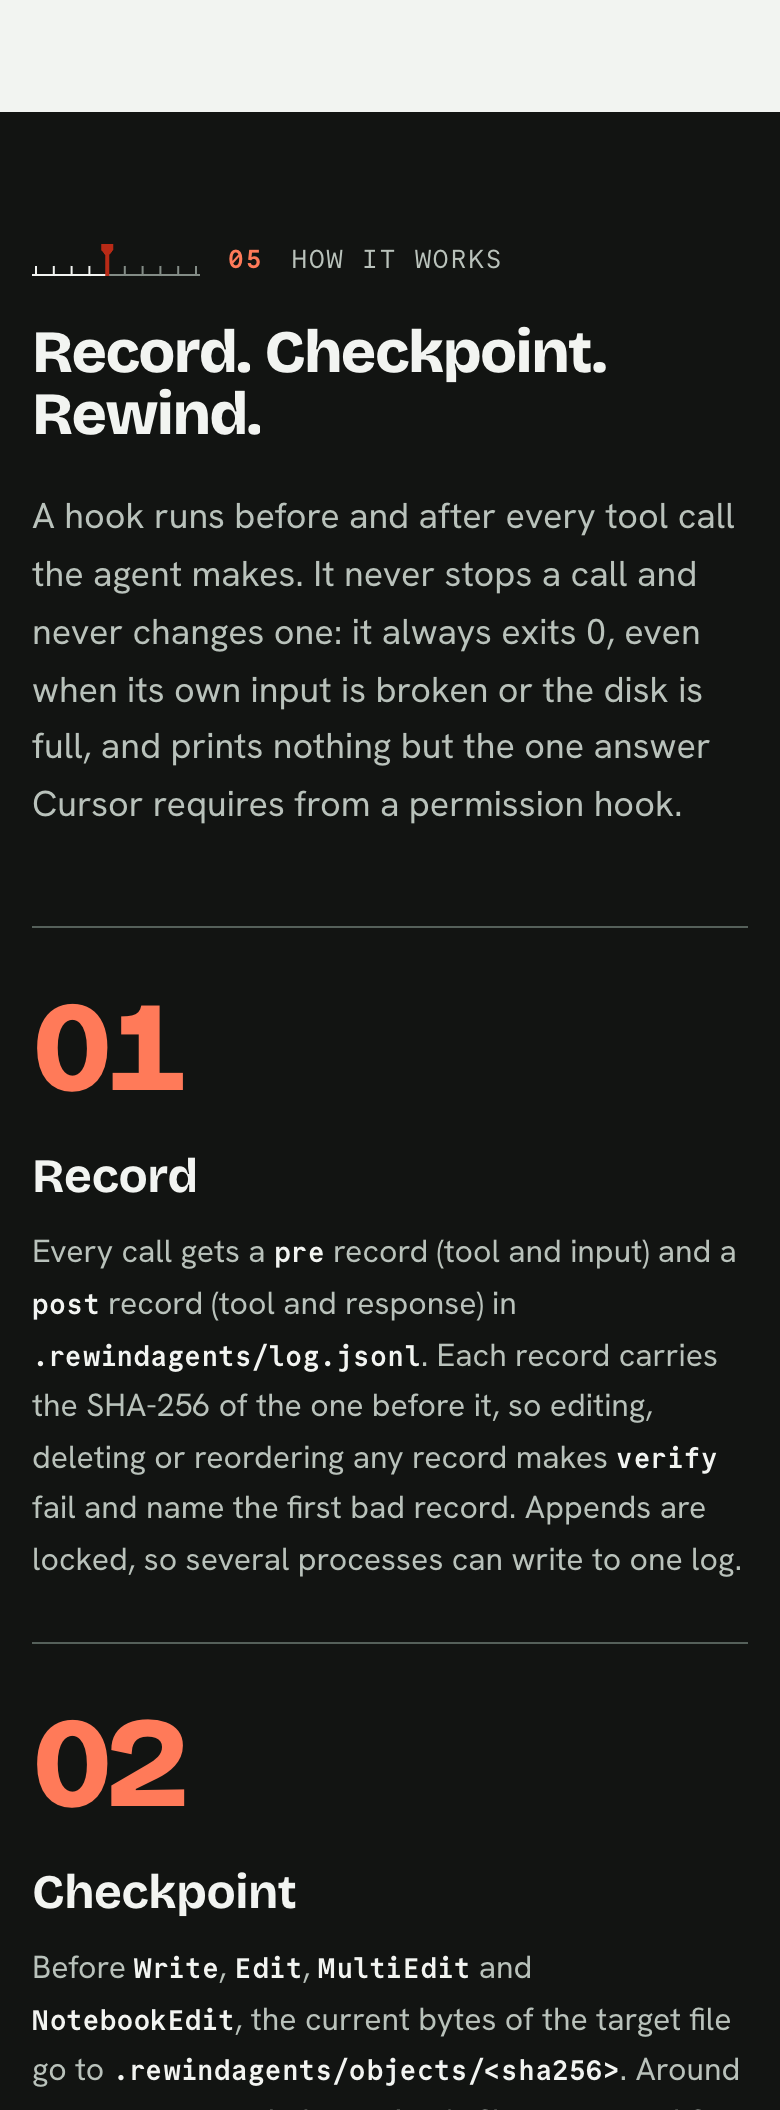 05 HOW IT WORKS
Record. Checkpoint.
Rewind.
A hook runs before and after every tool call
the agent makes. It never stops a call and
never changes one: it always exits 0, even
when its own input is broken or the disk is
full, and prints nothing but the one answer
Cursor requires from a permission hook.
01
Record
Every call gets a pre record (tool and input) and a
post record (tool and response) in
.rewindagents/log.jsonl. Each record carries
the SHA-256 of the one before it, so editing,
deleting or reordering any record makes verify
fail and name the first bad record. Appends are
locked, so several processes can write to one log.
02
Checkpoint
Before Write, Edit, MultiEdit and
NotebookEdit, the current bytes of the target file
go to .rewindagents/objects/<sha256>. Around